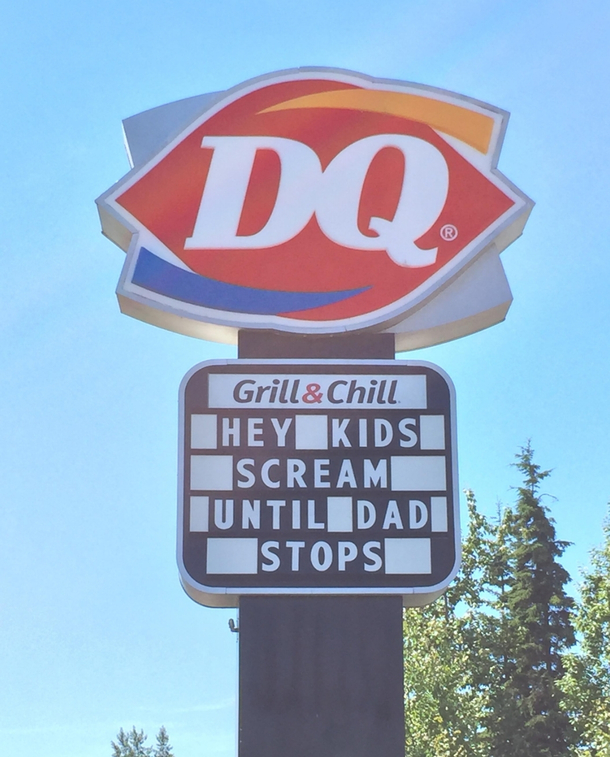 DQ®
Grill&Chill
HEY KIDS
SCREAM
UNTIL DAD
STOPS